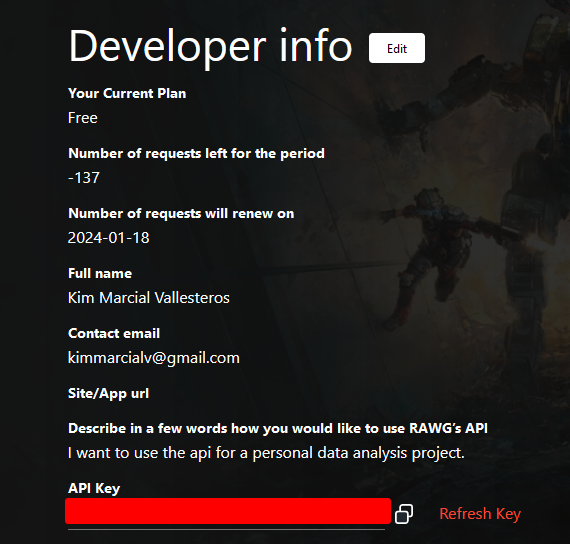 Developer info
Edit
Your Current Plan
Free
Number of requests left for the period
-137
Number of requests will renew on
2024-01-18
Full name
Kim Marcial Vallesteros
Contact email
kimmarcialv@gmail.com
Site/App url
Describe in a few words how you would like to use RAWG's API
I want to use the api for a personal data analysis project.
API Key
Refresh Key